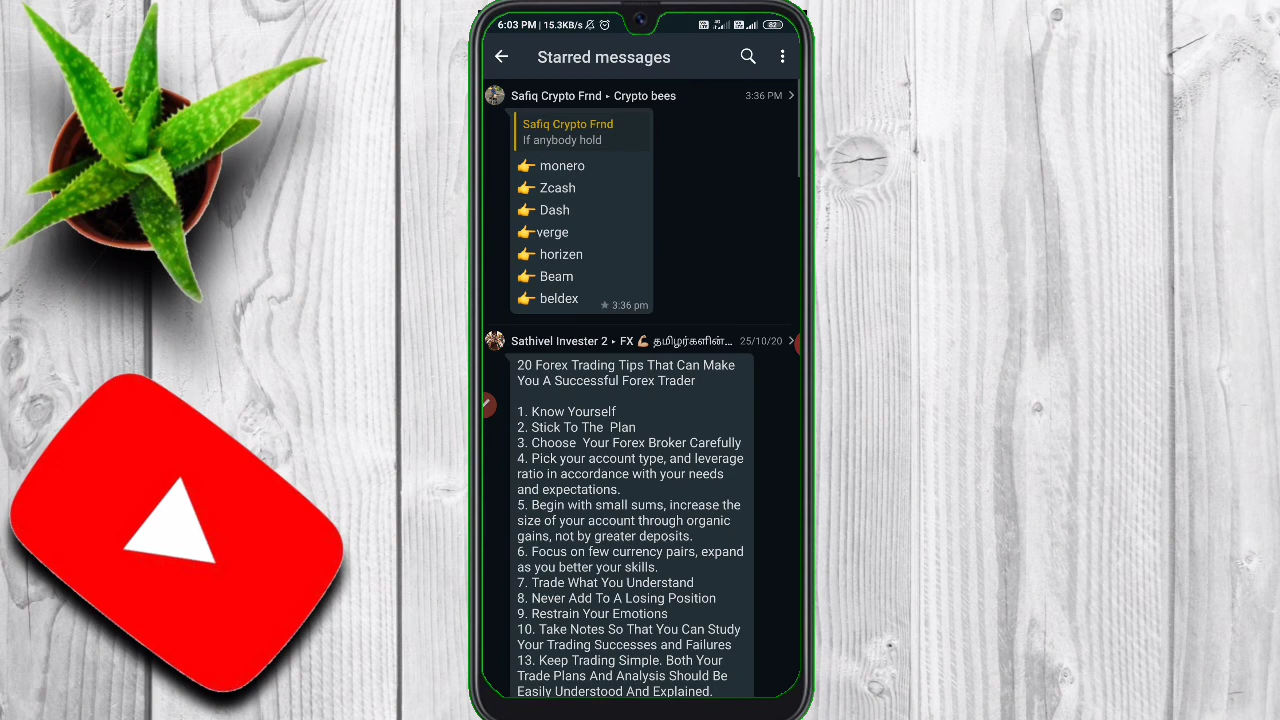 6:03 PM | 15.3KB/s
82
Starred messages
Safiq Crypto Frnd ▸ Crypto bees 3:36 PM
Safiq Crypto Frnd
If anybody hold
👉 monero
👉 Zcash
👉 Dash
👉verge
👉 horizen
👉 Beam
👉 beldex
★ 3:36 pm
Sathivel Invester 2 ▸ FX 💪🏼 தமிழர்களின்... 25/10/20
20 Forex Trading Tips That Can Make
You A Successful Forex Trader
1. Know Yourself
2. Stick To The  Plan
3. Choose  Your Forex Broker Carefully
4. Pick your account type, and leverage
ratio in accordance with your needs
and expectations.
5. Begin with small sums, increase the
size of your account through organic
gains, not by greater deposits.
6. Focus on few currency pairs, expand
as you better your skills.
7. Trade What You Understand
8. Never Add To A Losing Position
9. Restrain Your Emotions
10. Take Notes So That You Can Study
Your Trading Successes and Failures
13. Keep Trading Simple. Both Your
Trade Plans And Analysis Should Be
Easily Understood And Explained.